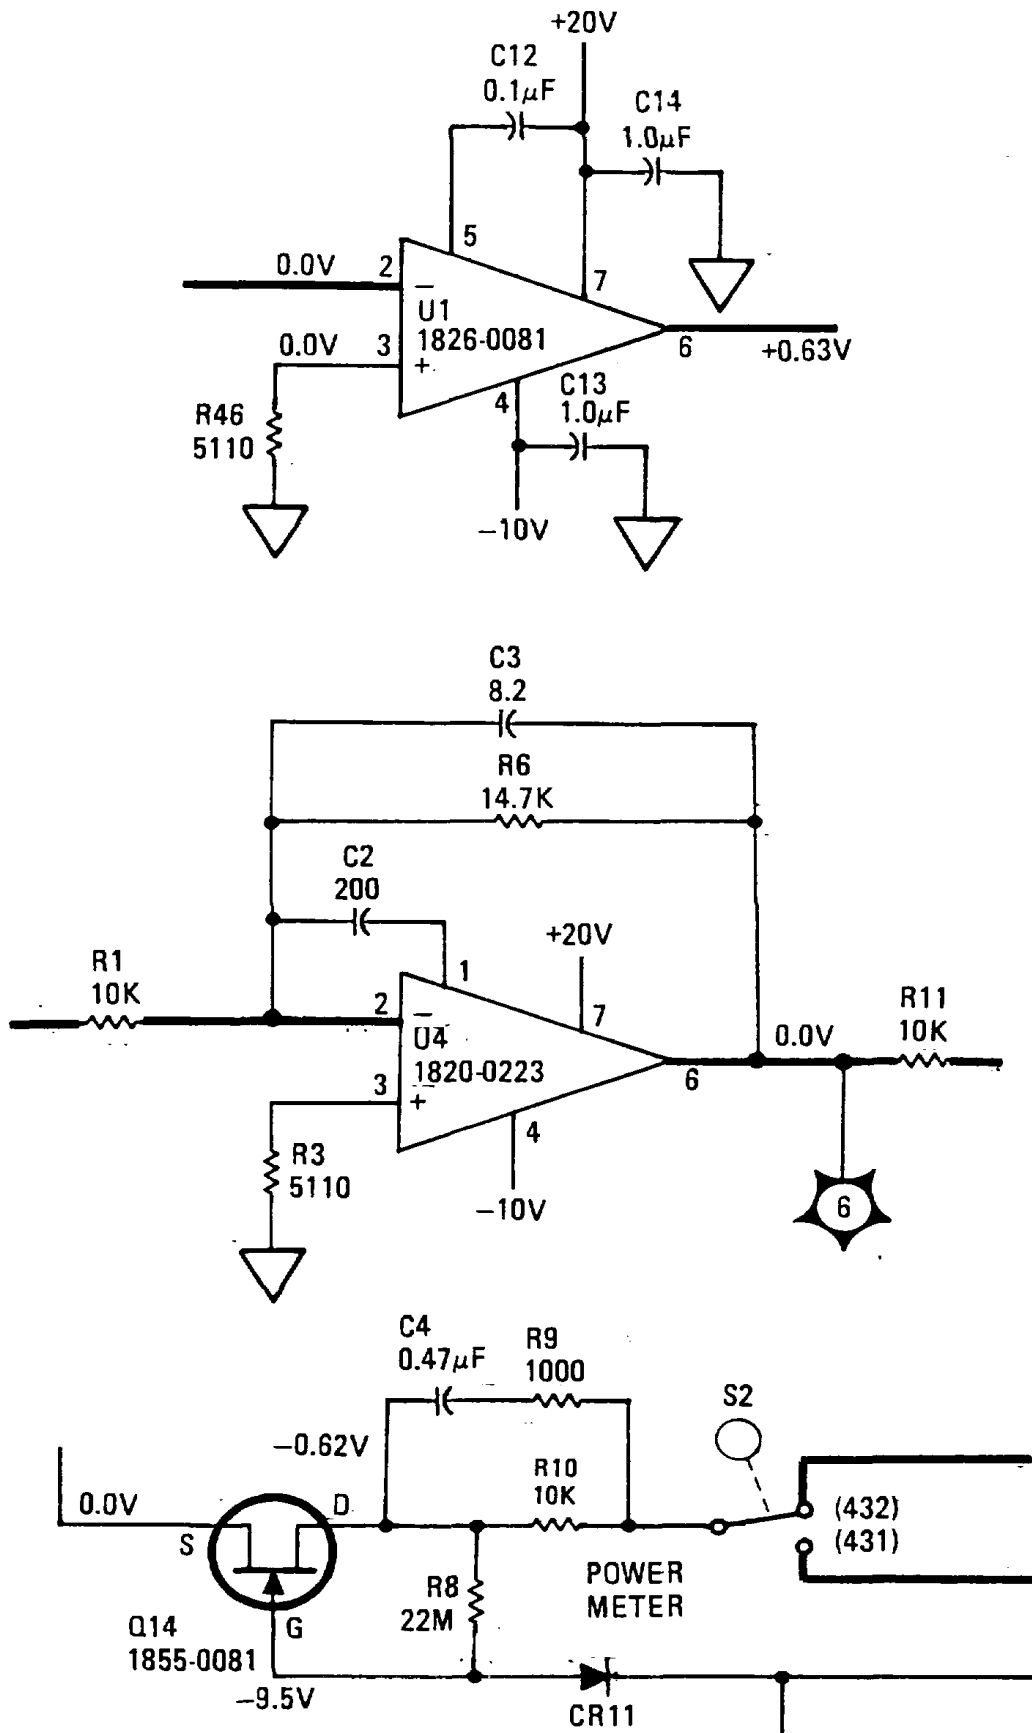 +20V
C12
0.1µF
C14
1.0µF
5
0.0V
2
7
−
U1
1826-0081
0.0V
3
+
6
+0.63V
4
C13
1.0µF
R46
5110
−10V
C3
8.2
R6
14.7K
C2
200
+20V
R1
10K
1
2
7
−
U4
1820-0223
0.0V
R11
10K
3
+
6
4
R3
5110
−10V
6
C4
0.47µF
R9
1000
S2
−0.62V
R10
10K
0.0V
D
(432)
(431)
S
R8
22M
POWER
METER
G
Q14
1855-0081
−9.5V
CR11